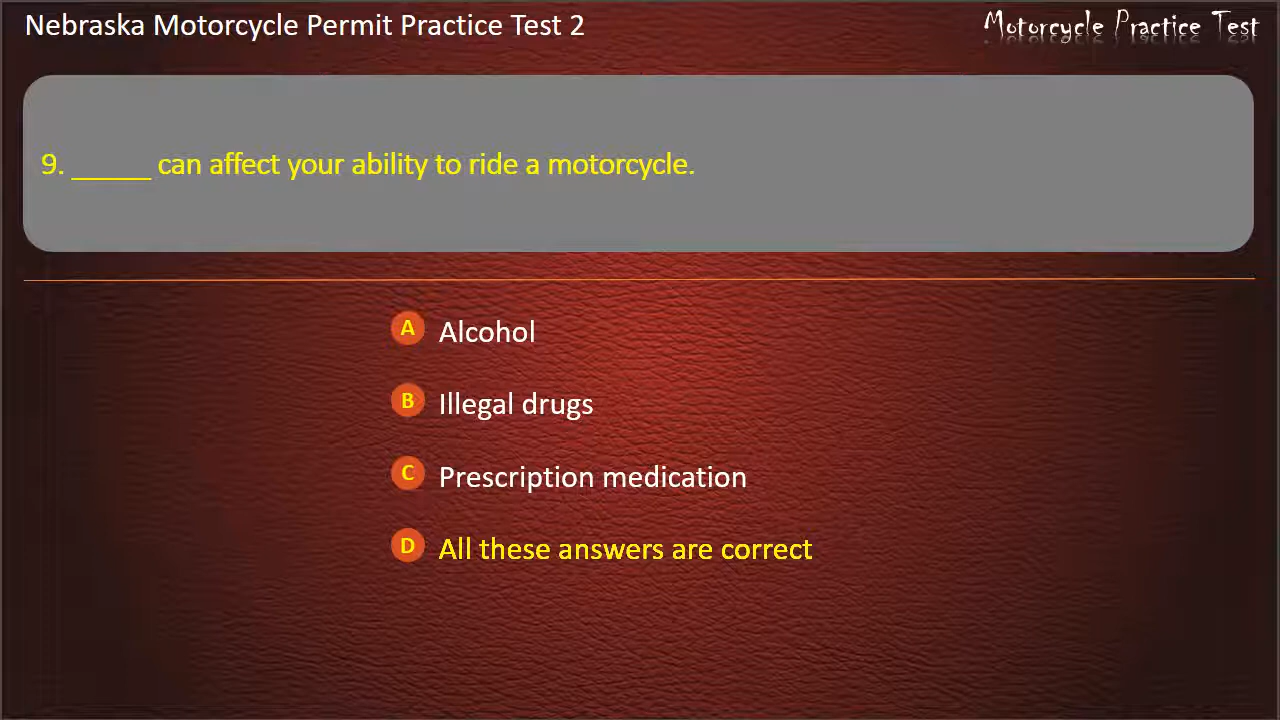 Nebraska Motorcycle Permit Practice Test 2
Motorcycle Practice Test
9. _____ can affect your ability to ride a motorcycle.
A Alcohol
B Illegal drugs
C Prescription medication
D All these answers are correct